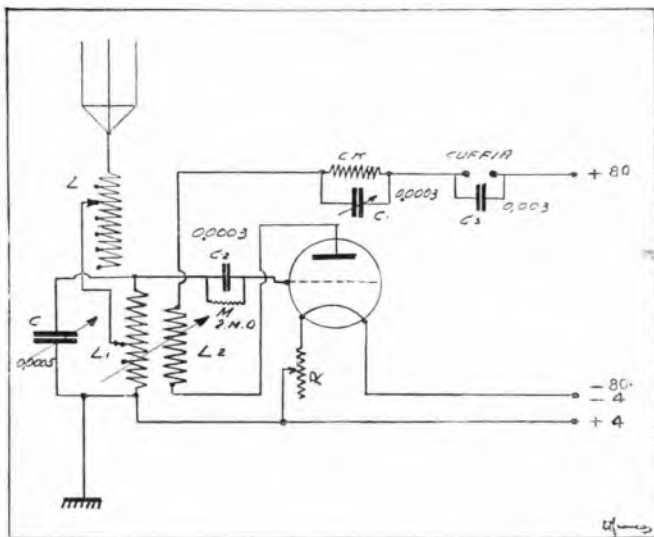 CK
CUFFIA
+ 80
L
C1
0,0003
C3
0,003
0,0003
C2
M
2.M.Ω
C
0,0005
L1
L2
R
- 80.
- 4
+ 4